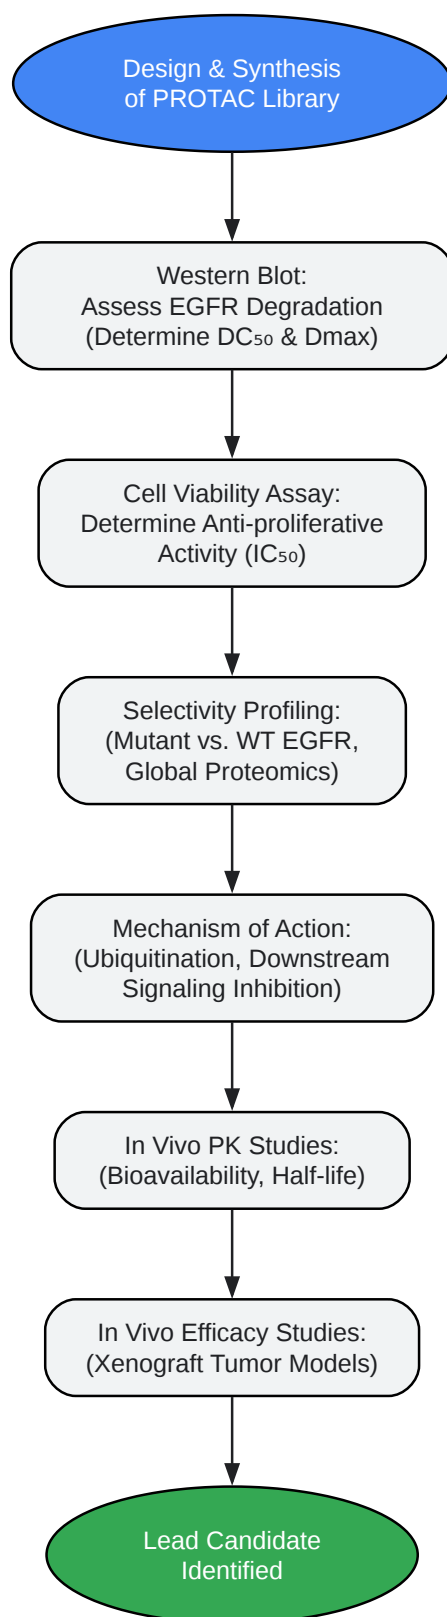 Design & Synthesis
of PROTAC Library
Western Blot:
Assess EGFR Degradation
(Determine DC₅₀ & Dmax)
Cell Viability Assay:
Determine Anti-proliferative
Activity (IC₅₀)
Selectivity Profiling:
(Mutant vs. WT EGFR,
Global Proteomics)
Mechanism of Action:
(Ubiquitination, Downstream
Signaling Inhibition)
In Vivo PK Studies:
(Bioavailability, Half-life)
In Vivo Efficacy Studies:
(Xenograft Tumor Models)
Lead Candidate
Identified